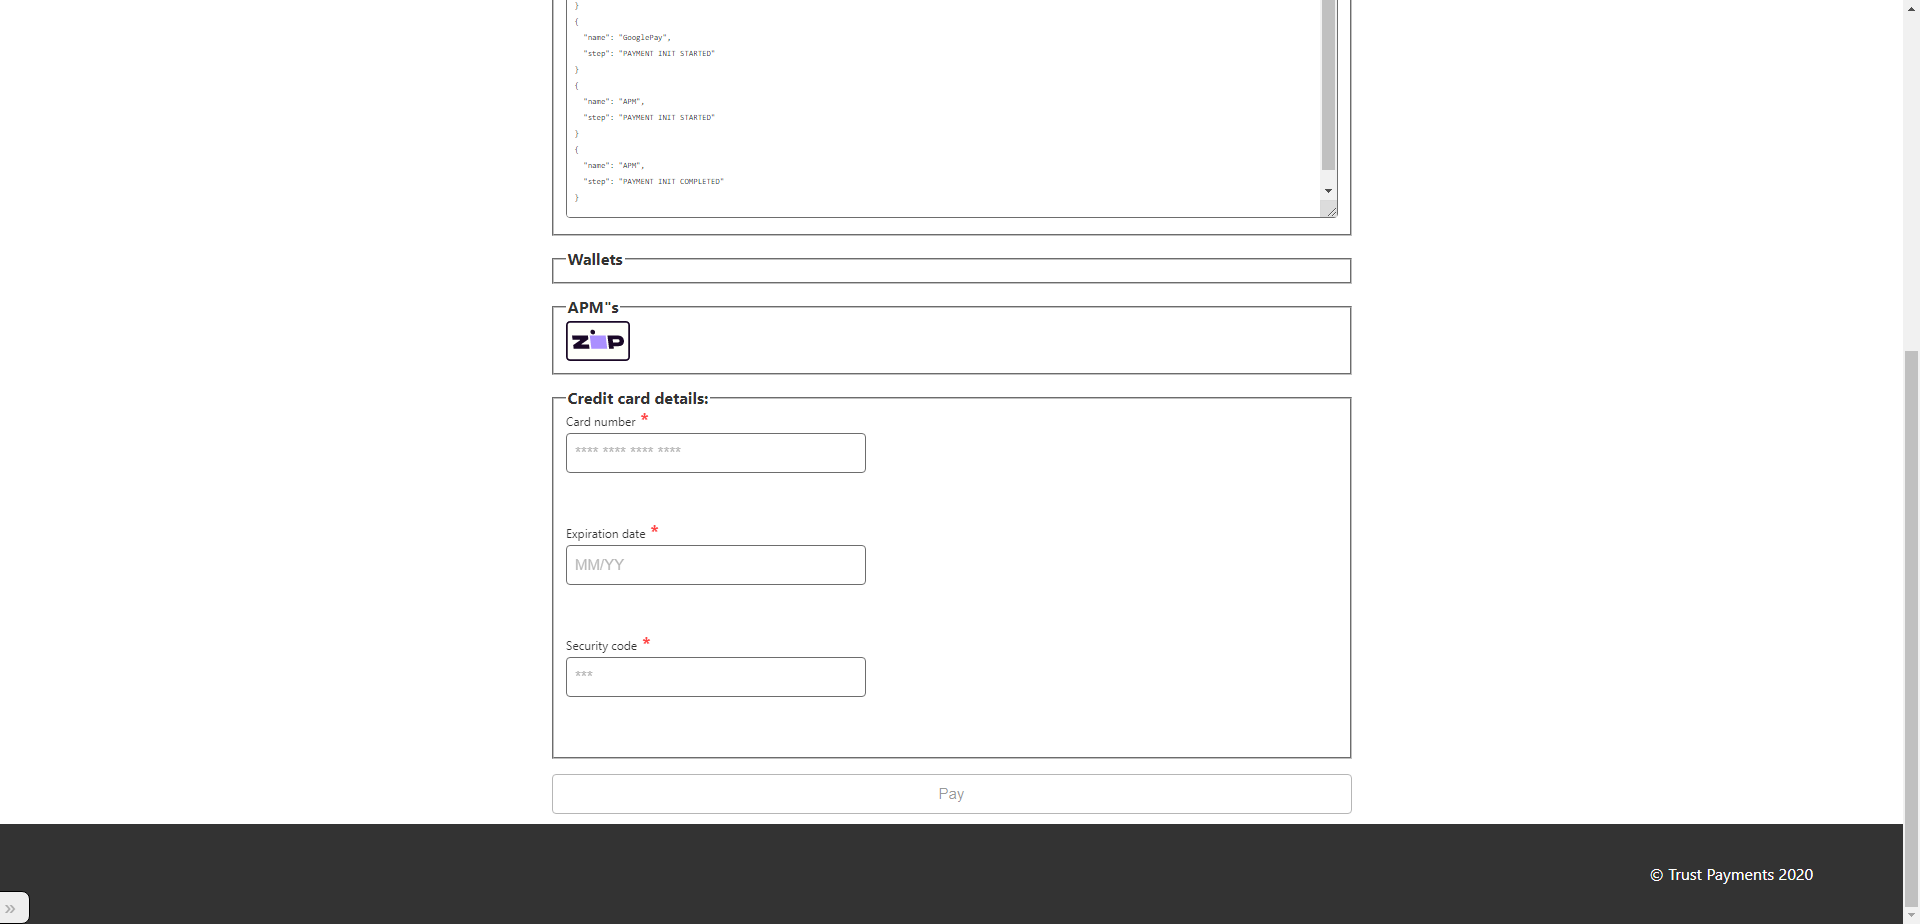 }
{
"name": "GooglePay",
"step": "PAYMENT INIT STARTED"
}
{
"name": "APM",
"step": "PAYMENT INIT STARTED"
}
{
"name": "APM",
"step": "PAYMENT INIT COMPLETED"
}
Wallets
APM"s
zip
Credit card details:
Card number *
**** **** **** ****
Expiration date *
MM/YY
Security code *
***
Pay
© Trust Payments 2020
»